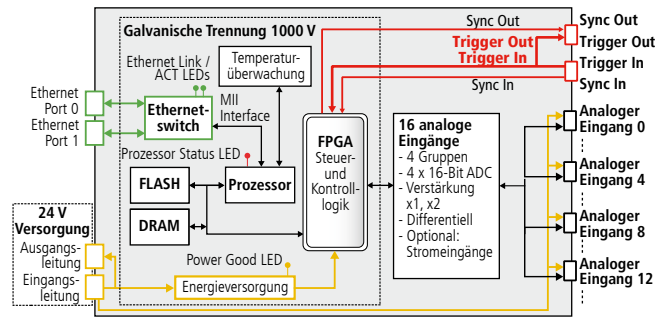 Galvanische Trennung 1000 V
Sync Out
Trigger Out
Trigger In
Sync In
Sync Out
Trigger Out
Trigger In
Sync In
Ethernet Link /
ACT LEDs
Temperatur-
überwachung
Ethernet
Port 0
Ethernet
Port 1
Ethernet-
switch
MII
Interface
Prozessor Status LED
FLASH
Prozessor
DRAM
FPGA
Steuer-
und
Kontroll-
logik
16 analoge
Eingänge
- 4 Gruppen
- 4 x 16-Bit ADC
- Verstärkung
x1, x2
- Differentiell
- Optional:
Stromeingänge
Analoger
Eingang 0
Analoger
Eingang 4
Analoger
Eingang 8
Analoger
Eingang 12
24 V
Versorgung
Ausgangs-
leitung
Eingangs-
leitung
Power Good LED
Energieversorgung